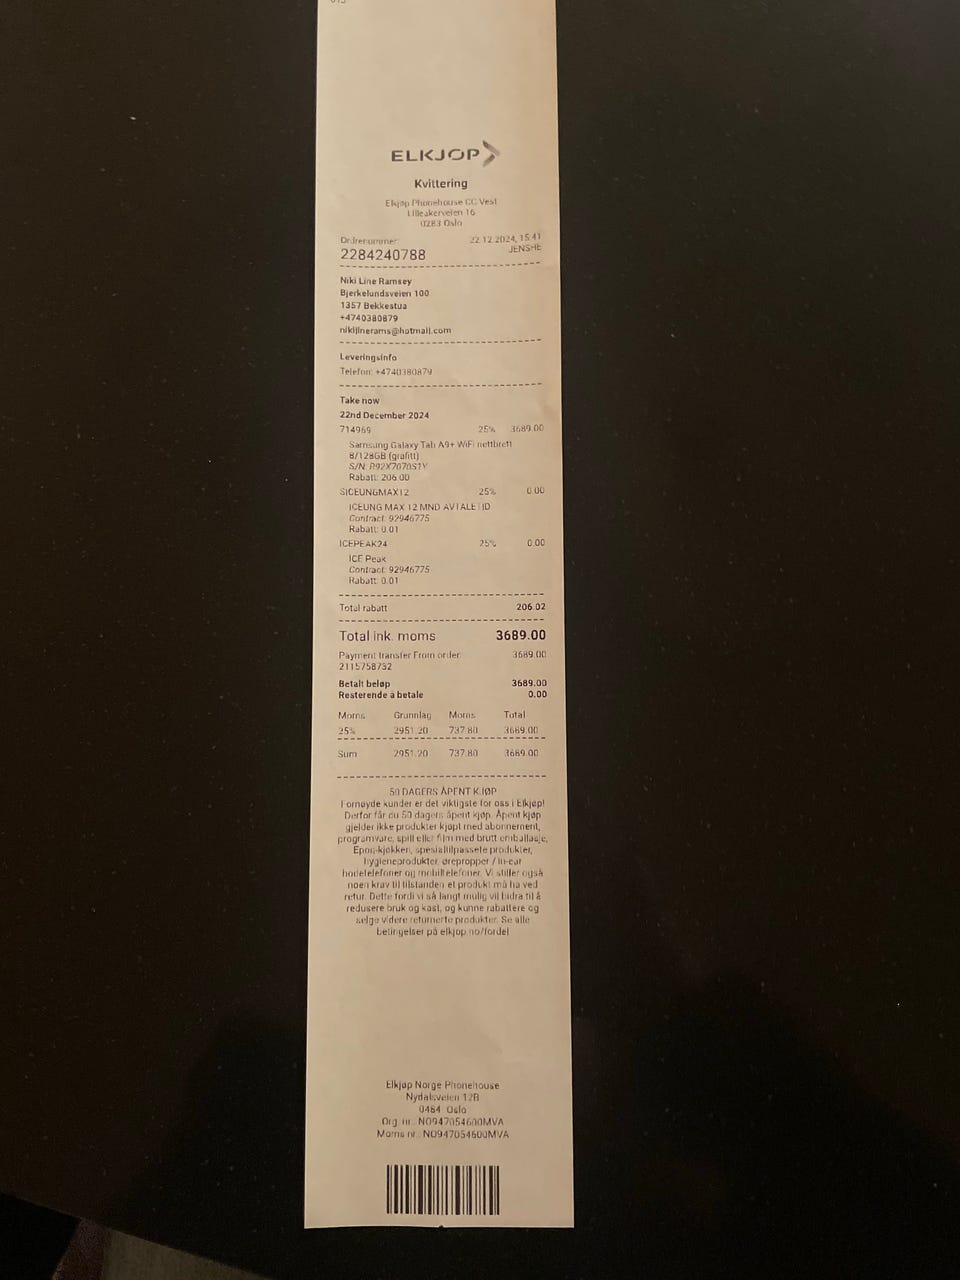 ELKJØP
Kvittering
Elkjøp Phonehouse CC Vest
Lilleakerveien 16
0283 Oslo
Ordrenummer 22.12.2024, 15:41
2284240788 JENSHE
Niki Line Ramsey
Bjerkelundsveien 100
1357 Bekkestua
+4740380879
nikilinerams@hotmail.com
Leveringsinfo
Telefon: +4740380879
Take now
22nd December 2024
714969 25% 3689.00
Samsung Galaxy Tab A9+ WiFi nettbrett
8/128GB (grafitt)
S/N: R92X7070S1Y
Rabatt: 206.00
SICEUNGMAX12 25% 0.00
ICEUNG MAX 12 MND AVTALETID
Contract: 92946775
Rabatt: 0.01
ICEPEAK24 25% 0.00
ICE Peak
Contract: 92946775
Rabatt: 0.01
Total rabatt 206.02
Total ink. moms 3689.00
Payment transfer From order: 3689.00
2115758732
Betalt beløp 3689.00
Resterende å betale 0.00
Moms Grunnlag Moms Total
25% 2951.20 737.80 3689.00
Sum 2951.20 737.80 3689.00
50 DAGERS ÅPENT KJØP
Fornøyde kunder er det viktigste for oss i Elkjøp!
Derfor får du 50 dagers åpent kjøp. Åpent kjøp
gjelder ikke produkter kjøpt med abonnement,
programvare, spill eller film med brutt emballasje,
Epoq-kjøkken, spesialtilpassete produkter,
hygieneprodukter, ørepropper / in-ear
hodetelefoner og mobiltelefoner. Vi stiller også
noen krav til tilstanden et produkt må ha ved
retur. Dette fordi vi så langt mulig vil bidra til å
redusere bruk og kast, og kunne rabattere og
selge videre returnerte produkter. Se alle
betingelser på elkjop.no/fordel
Elkjøp Norge Phonehouse
Nydalsveien 12B
0484 Oslo
Org. nr.: NO947054600MVA
Moms nr.: NO947054600MVA